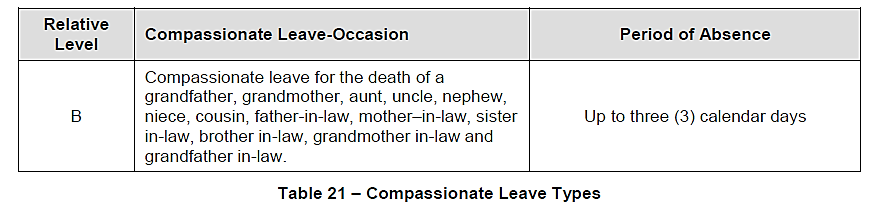 Relative Level
Compassionate Leave-Occasion
Period of Absence
B
Compassionate leave for the death of a
grandfather, grandmother, aunt, uncle, nephew,
niece, cousin, father-in-law, mother–in-law, sister
in-law, brother in-law, grandmother in-law and
grandfather in-law.
Up to three (3) calendar days
Table 21 – Compassionate Leave Types